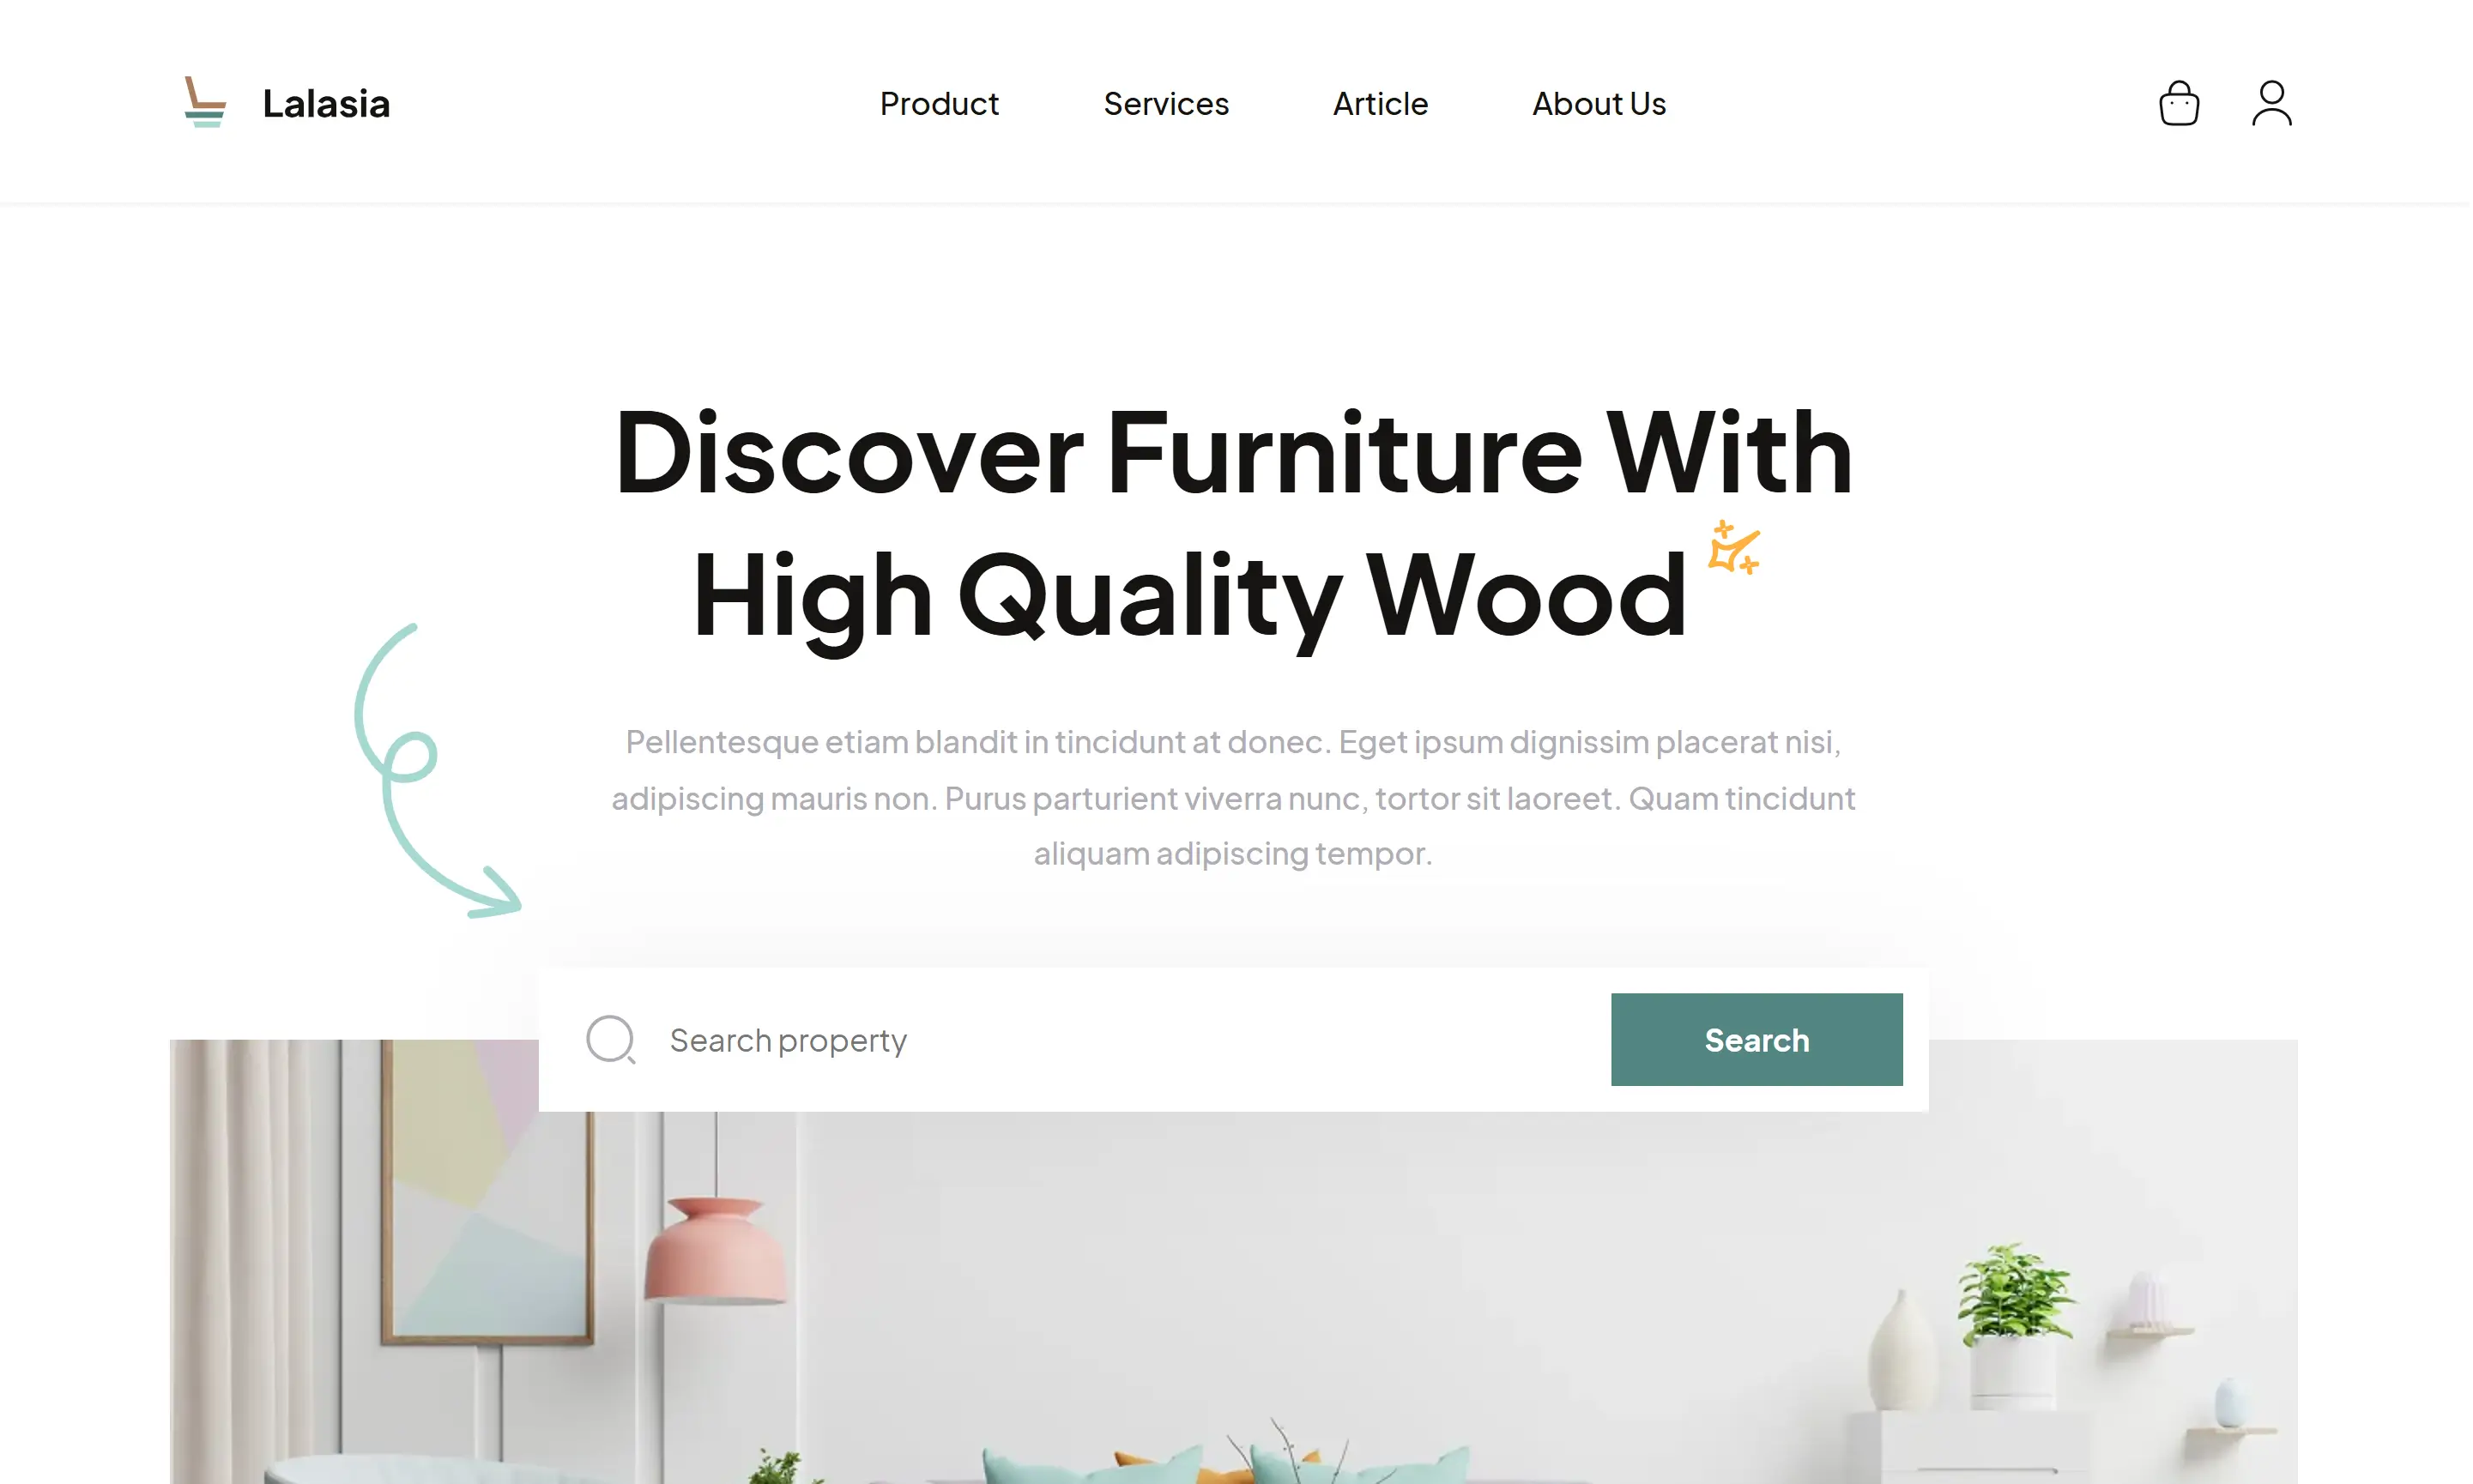 Lalasia
Product
Services
Article
About Us
Discover Furniture With
High Quality Wood
Pellentesque etiam blandit in tincidunt at donec. Eget ipsum dignissim placerat nisi,
adipiscing mauris non. Purus parturient viverra nunc, tortor sit laoreet. Quam tincidunt
aliquam adipiscing tempor.
Search property
Search